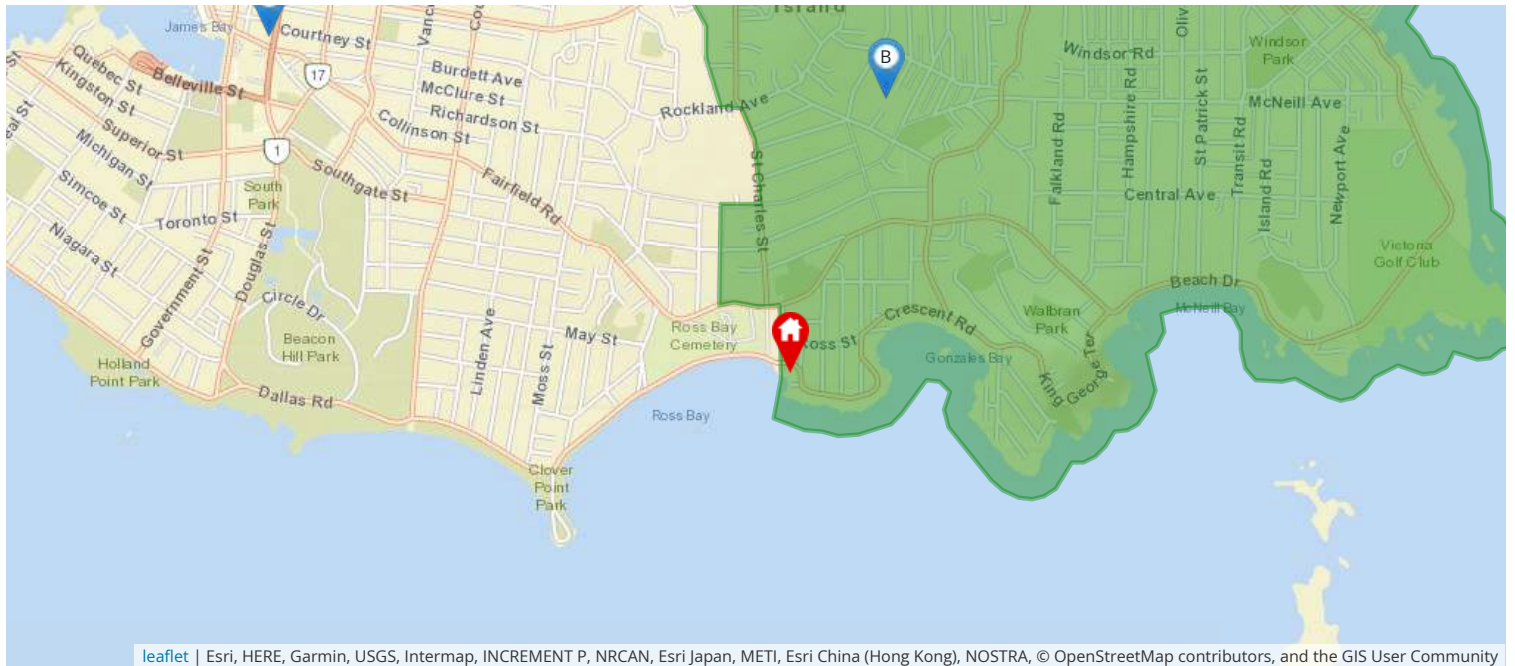 Island
James Bay
Courtney St
Vanc
Coo
Oliv
Windsor Rd
Windsor
Park
B
Quebec St
Kingston St
Belleville St
17
Burdett Ave
McClure St
Richardson St
Collinson St
Rockland Ave
McNeill Ave
Superior St
Michigan St
Simcoe St
Toronto St
Niagara St
1
South
Park
Southgate St
Fairfield Rd
St Charles St
Falkland Rd
Hampshire Rd
St Patrick St
Transit Rd
Central Ave
Island Rd
Newport Ave
Victoria
Golf Club
Government St
Douglas St
Circle Dr
Beacon
Hill Park
Holland
Point Park
Dallas Rd
Linden Ave
Moss St
May St
Ross Bay
Cemetery
Ross St
Crescent Rd
Gonzales Bay
Walbran
Park
King
George Ter
Beach Dr
McNeill Bay
Ross Bay
Clover
Point
Park
leaflet | Esri, HERE, Garmin, USGS, Intermap, INCREMENT P, NRCAN, Esri Japan, METI, Esri China (Hong Kong), NOSTRA, © OpenStreetMap contributors, and the GIS User Community